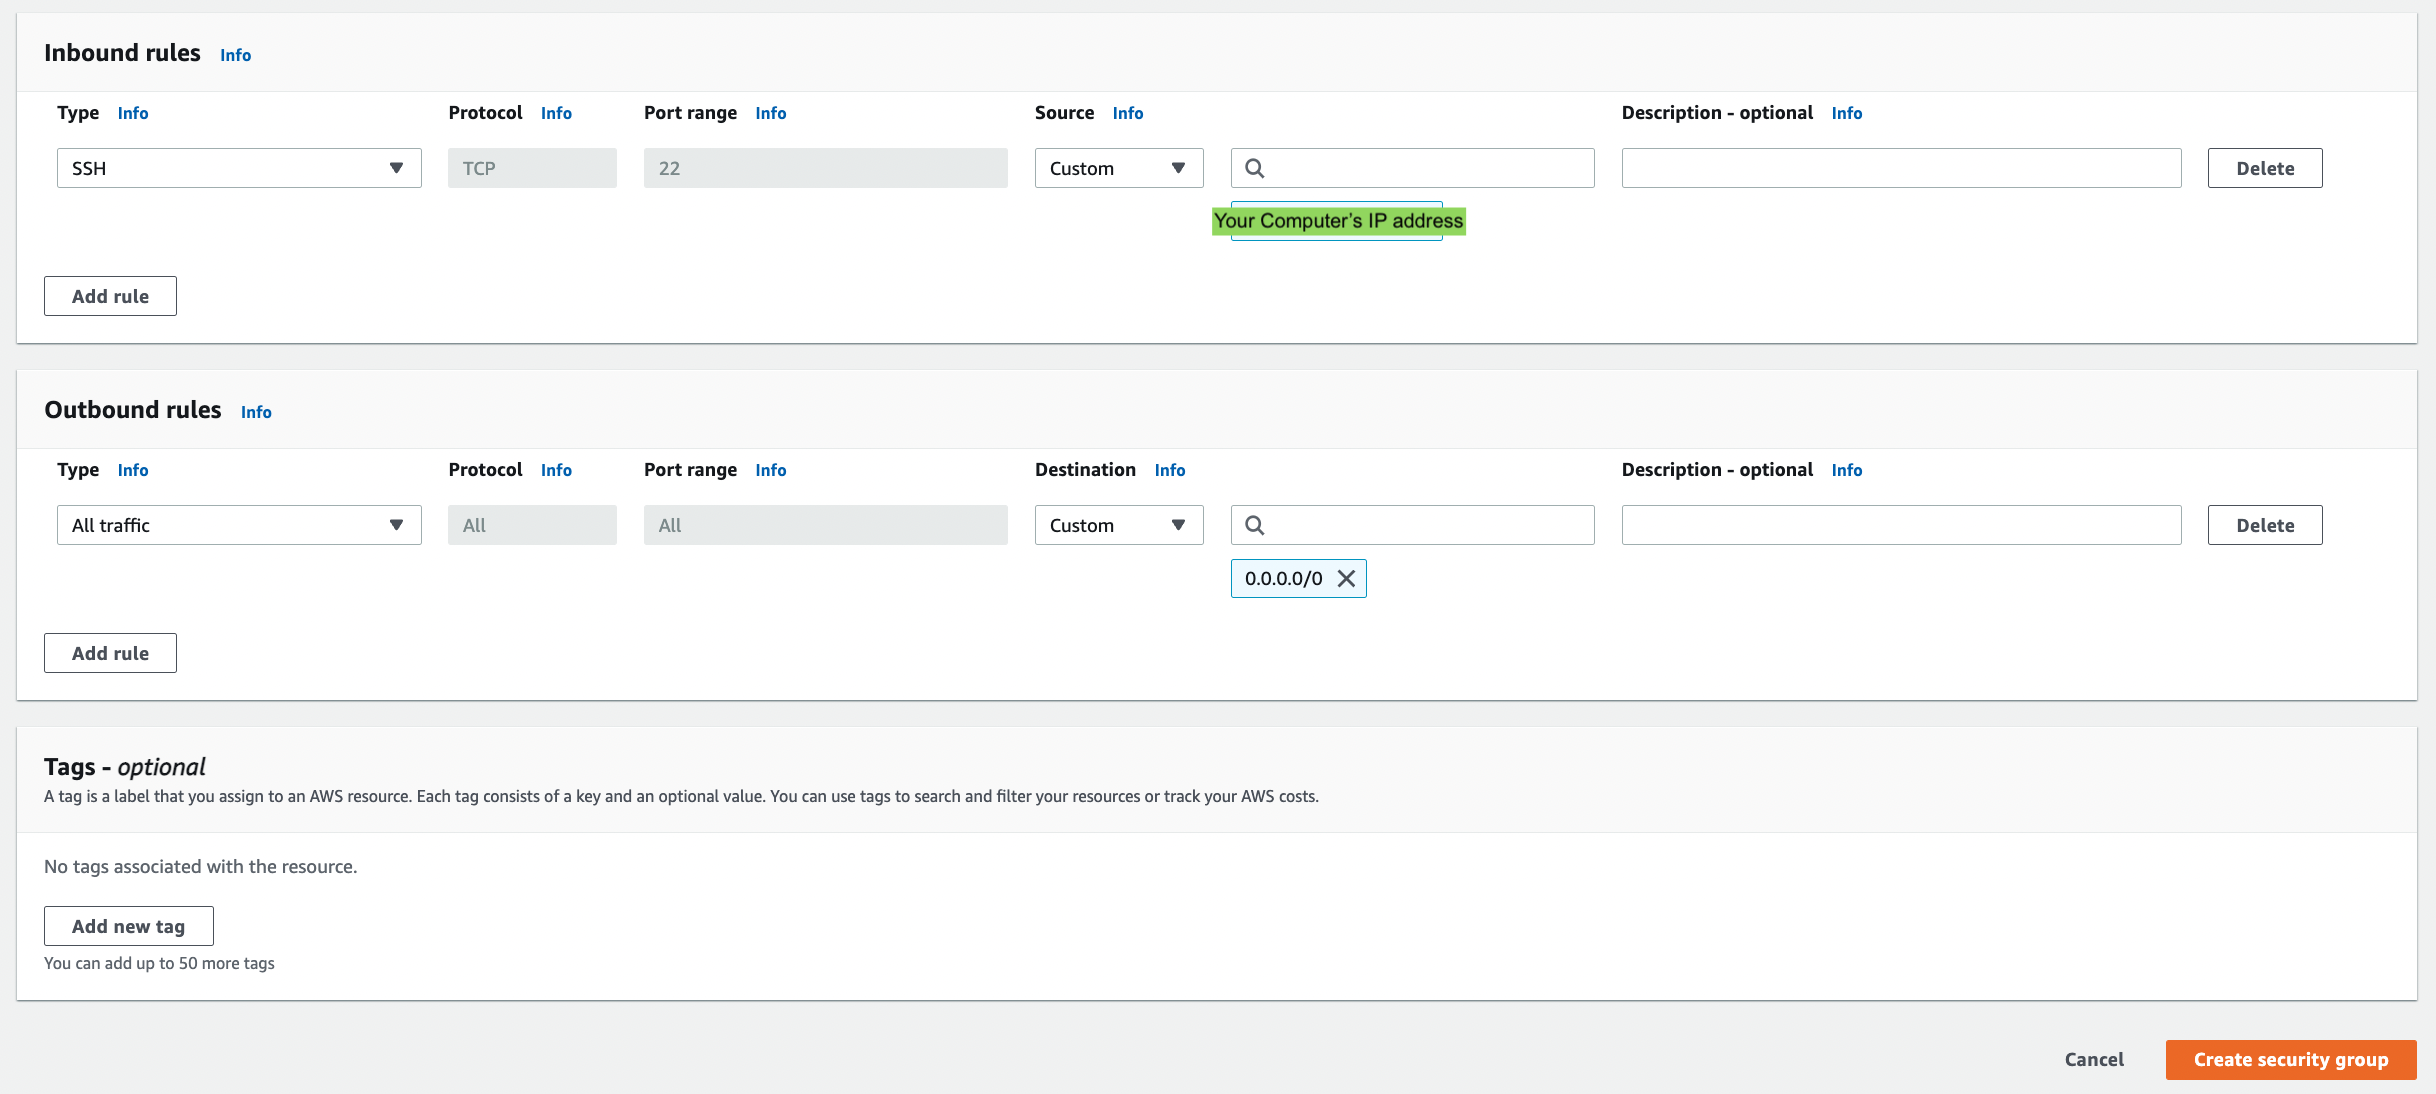 Inbound rules Info
Type Info Protocol Info Port range Info Source Info Description - optional Info
SSH TCP 22 Custom Delete
Your Computer’s IP address
Add rule
Outbound rules Info
Type Info Protocol Info Port range Info Destination Info Description - optional Info
All traffic All All Custom Delete
0.0.0.0/0
Add rule
Tags - optional
A tag is a label that you assign to an AWS resource. Each tag consists of a key and an optional value. You can use tags to search and filter your resources or track your AWS costs.
No tags associated with the resource.
Add new tag
You can add up to 50 more tags
Cancel Create security group